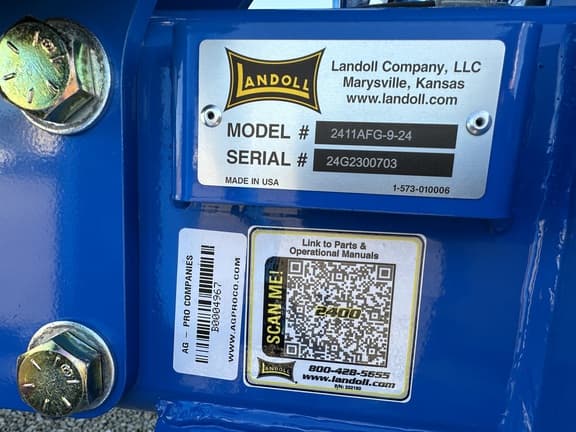 LANDOLL
Landoll Company, LLC
Marysville, Kansas
www.landoll.com
MODEL # 2411AFG-9-24
SERIAL # 24G2300703
MADE IN USA
1-573-010006
AG - PRO COMPANIES
B0004967
WWW.AGPROCO.COM
Link to Parts &
Operational Manuals
SCAN ME!
2400
LANDOLL
800-428-5655
www.landoll.com